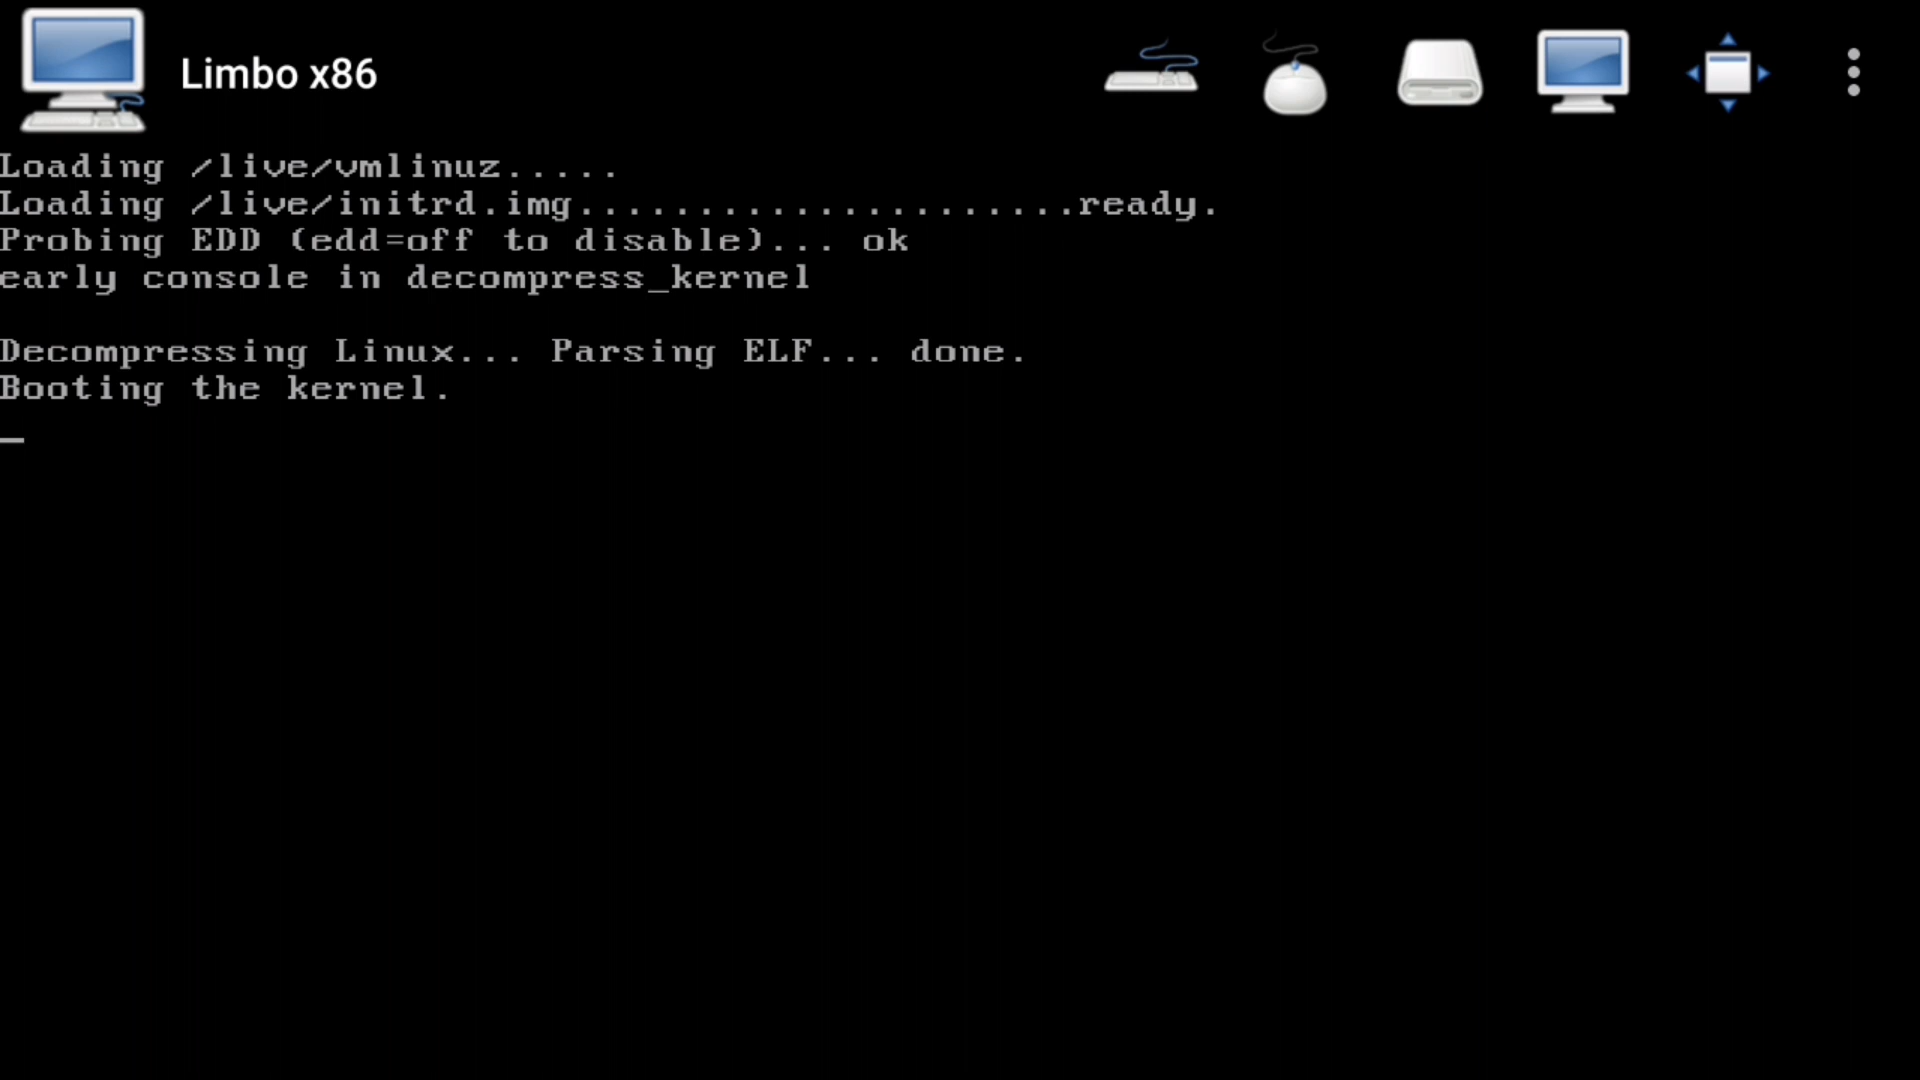 Limbo x86
Loading /live/vmlinuz.....
Loading /live/initrd.img.....................ready.
Probing EDD (edd=off to disable)... ok
early console in decompress_kernel
Decompressing Linux... Parsing ELF... done.
Booting the kernel.
_